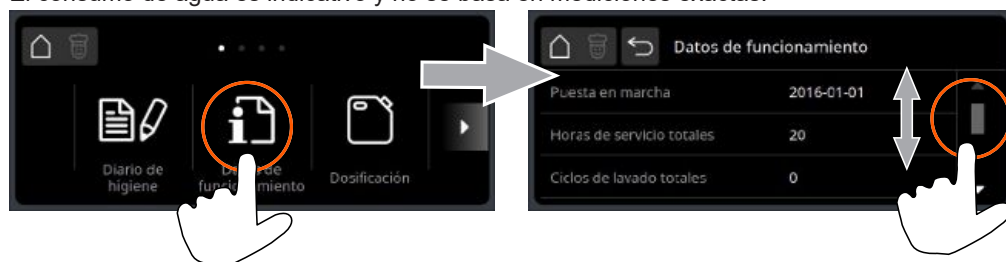 El consumo de agua es indicativo y no se basa en mediciones exactas.
Diario de
higiene
de
funcionamiento
Dosificación
Datos de funcionamiento
Puesta en marcha 2016-01-01
Horas de servicio totales 20
Ciclos de lavado totales 0